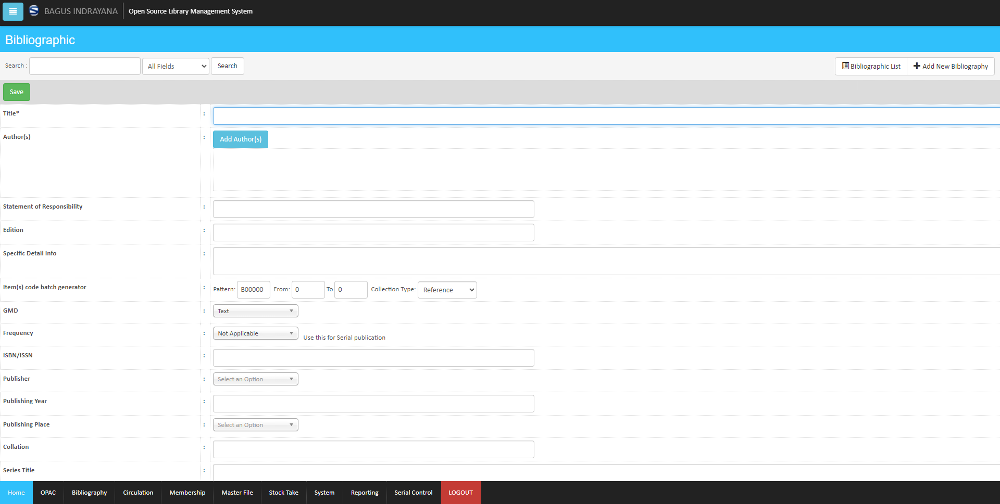 BAGUS INDRAYANA Open Source Library Management System
Bibliographic
Search : All Fields Search Bibliographic List Add New Bibliography
Save
Title* :
Author(s) : Add Author(s)
Statement of Responsibility :
Edition :
Specific Detail Info :
Item(s) code batch generator : Pattern: B00000 From: 0 To 0 Collection Type: Reference
GMD : Text
Frequency : Not Applicable Use this for Serial publication
ISBN/ISSN :
Publisher : Select an Option
Publishing Year :
Publishing Place : Select an Option
Collation :
Series Title :
Home OPAC Bibliography Circulation Membership Master File Stock Take System Reporting Serial Control LOGOUT